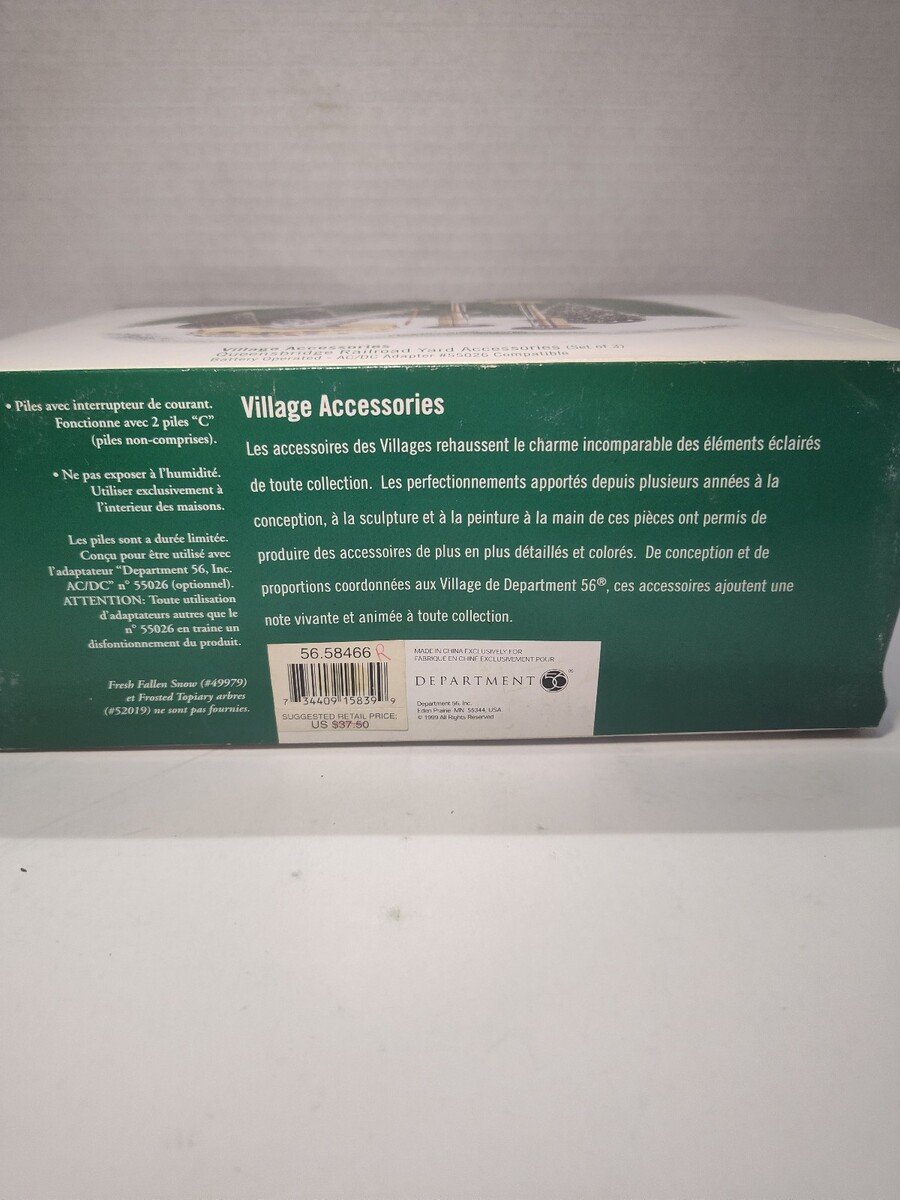 Village Accessories
Queensbridge Railroad Yard Accessories (Set of 3)
Battery Operated - AC/DC Adapter #55026 Compatible
• Piles avec interrupteur de courant.
Fonctionne avec 2 piles “C”
(piles non-comprises).
• Ne pas exposer à l’humidité.
Utiliser exclusivement à
l’interieur des maisons.
Les piles sont a durée limitée.
Conçu pour être utilisé avec
l’adaptateur “Department 56, Inc.
AC/DC” n° 55026 (optionnel).
ATTENTION: Toute utilisation
d’adaptateurs autres que le
n° 55026 en traine un
disfontionnement du produit.
Fresh Fallen Snow (#49979)
et Frosted Topiary arbres
(#52019) ne sont pas fournies.
Village Accessories
Les accessoires des Villages rehaussent le charme incomparable des éléments éclairés
de toute collection. Les perfectionnements apportés depuis plusieurs années à la
conception, à la sculpture et à la peinture à la main de ces pièces ont permis de
produire des accessoires de plus en plus détaillés et colorés. De conception et de
proportions coordonnées aux Village de Department 56®, ces accessoires ajoutent une
note vivante et animée à toute collection.
56.58466 R
7 34409 15839 9
SUGGESTED RETAIL PRICE:
US $37.50
MADE IN CHINA EXCLUSIVELY FOR
FABRIQUÉ EN CHINE EXCLUSIVEMENT POUR
DEPARTMENT 56®
Department 56, Inc.
Eden Prairie MN 55344, USA
© 1999 All Rights Reserved